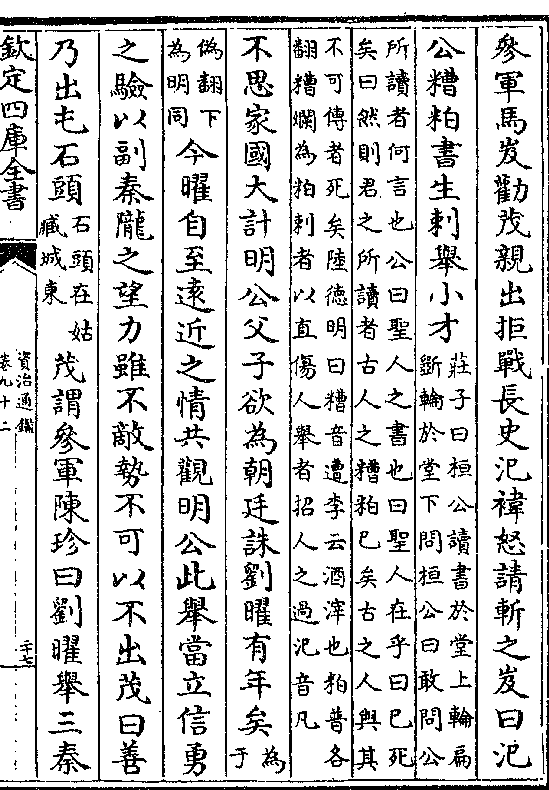 參軍馬岌勸茂親出拒戰長史氾禕怒請斬之岌曰氾
公糟粕書生刺舉小才莊子曰桓公讀書於堂上輪扁
斲輪於堂下問桓公曰敢問公
所讀者何言也公曰聖人之書也曰聖人在乎曰已死
矣曰然則君之所讀者古人之糟粕已矣古之人與其
不可傳者死矣陸德明曰糟音遭李云酒滓也粕普各
翻糟爛為粕刺者以直傷人舉者招人之過氾音凡
不思家國大計明公父子欲為朝廷誅劉曜有年矣為
于
偽翻下
為明同今曜自至遠近之情共觀明公此舉當立信勇
之驗以副秦隴之望力雖不敵勢不可以不出茂曰善
乃出屯石頭石頭在姑
臧城東茂謂參軍陳珍曰劉曜舉三秦
欽定四庫全書
資治通鑑
卷九十二
二十七